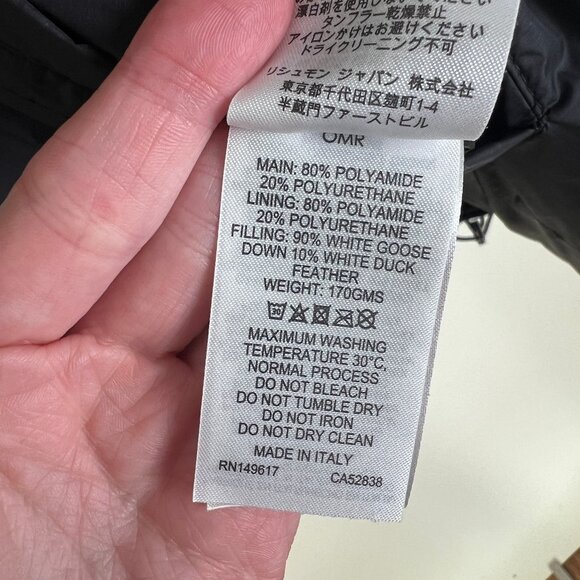 漂白剤を使用しないでください
タンブラー乾燥禁止
アイロンかけはお避けください
ドライクリーニング不可
リシュモン ジャパン 株式会社
東京都千代田区麹町1-4
半蔵門ファーストビル
OMR
MAIN: 80% POLYAMIDE
20% POLYURETHANE
LINING: 80% POLYAMIDE
20% POLYURETHANE
FILLING: 90% WHITE GOOSE
DOWN 10% WHITE DUCK
FEATHER
WEIGHT: 170GMS
30
MAXIMUM WASHING
TEMPERATURE 30°C,
NORMAL PROCESS
DO NOT BLEACH
DO NOT TUMBLE DRY
DO NOT IRON
DO NOT DRY CLEAN
MADE IN ITALY
RN149617 CA52838